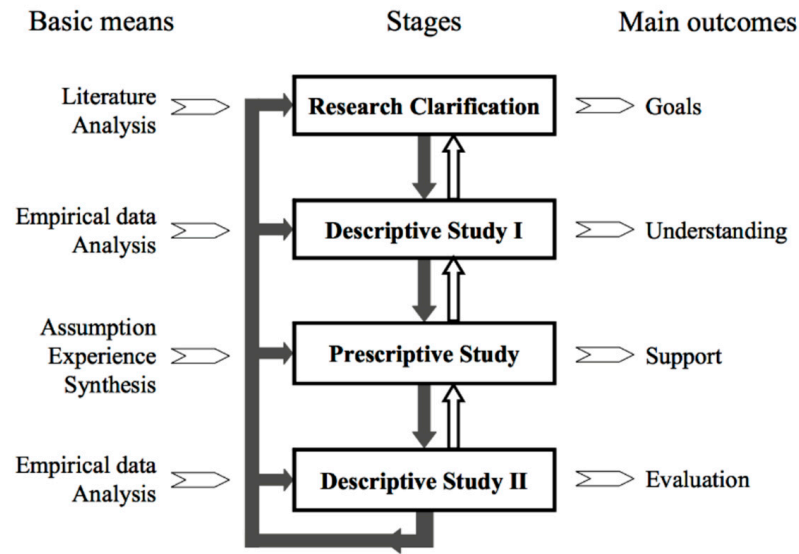 Basic means
Stages
Main outcomes
Literature
Analysis
Research Clarification
Goals
Empirical data
Analysis
Descriptive Study I
Understanding
Assumption
Experience
Synthesis
Prescriptive Study
Support
Empirical data
Analysis
Descriptive Study II
Evaluation